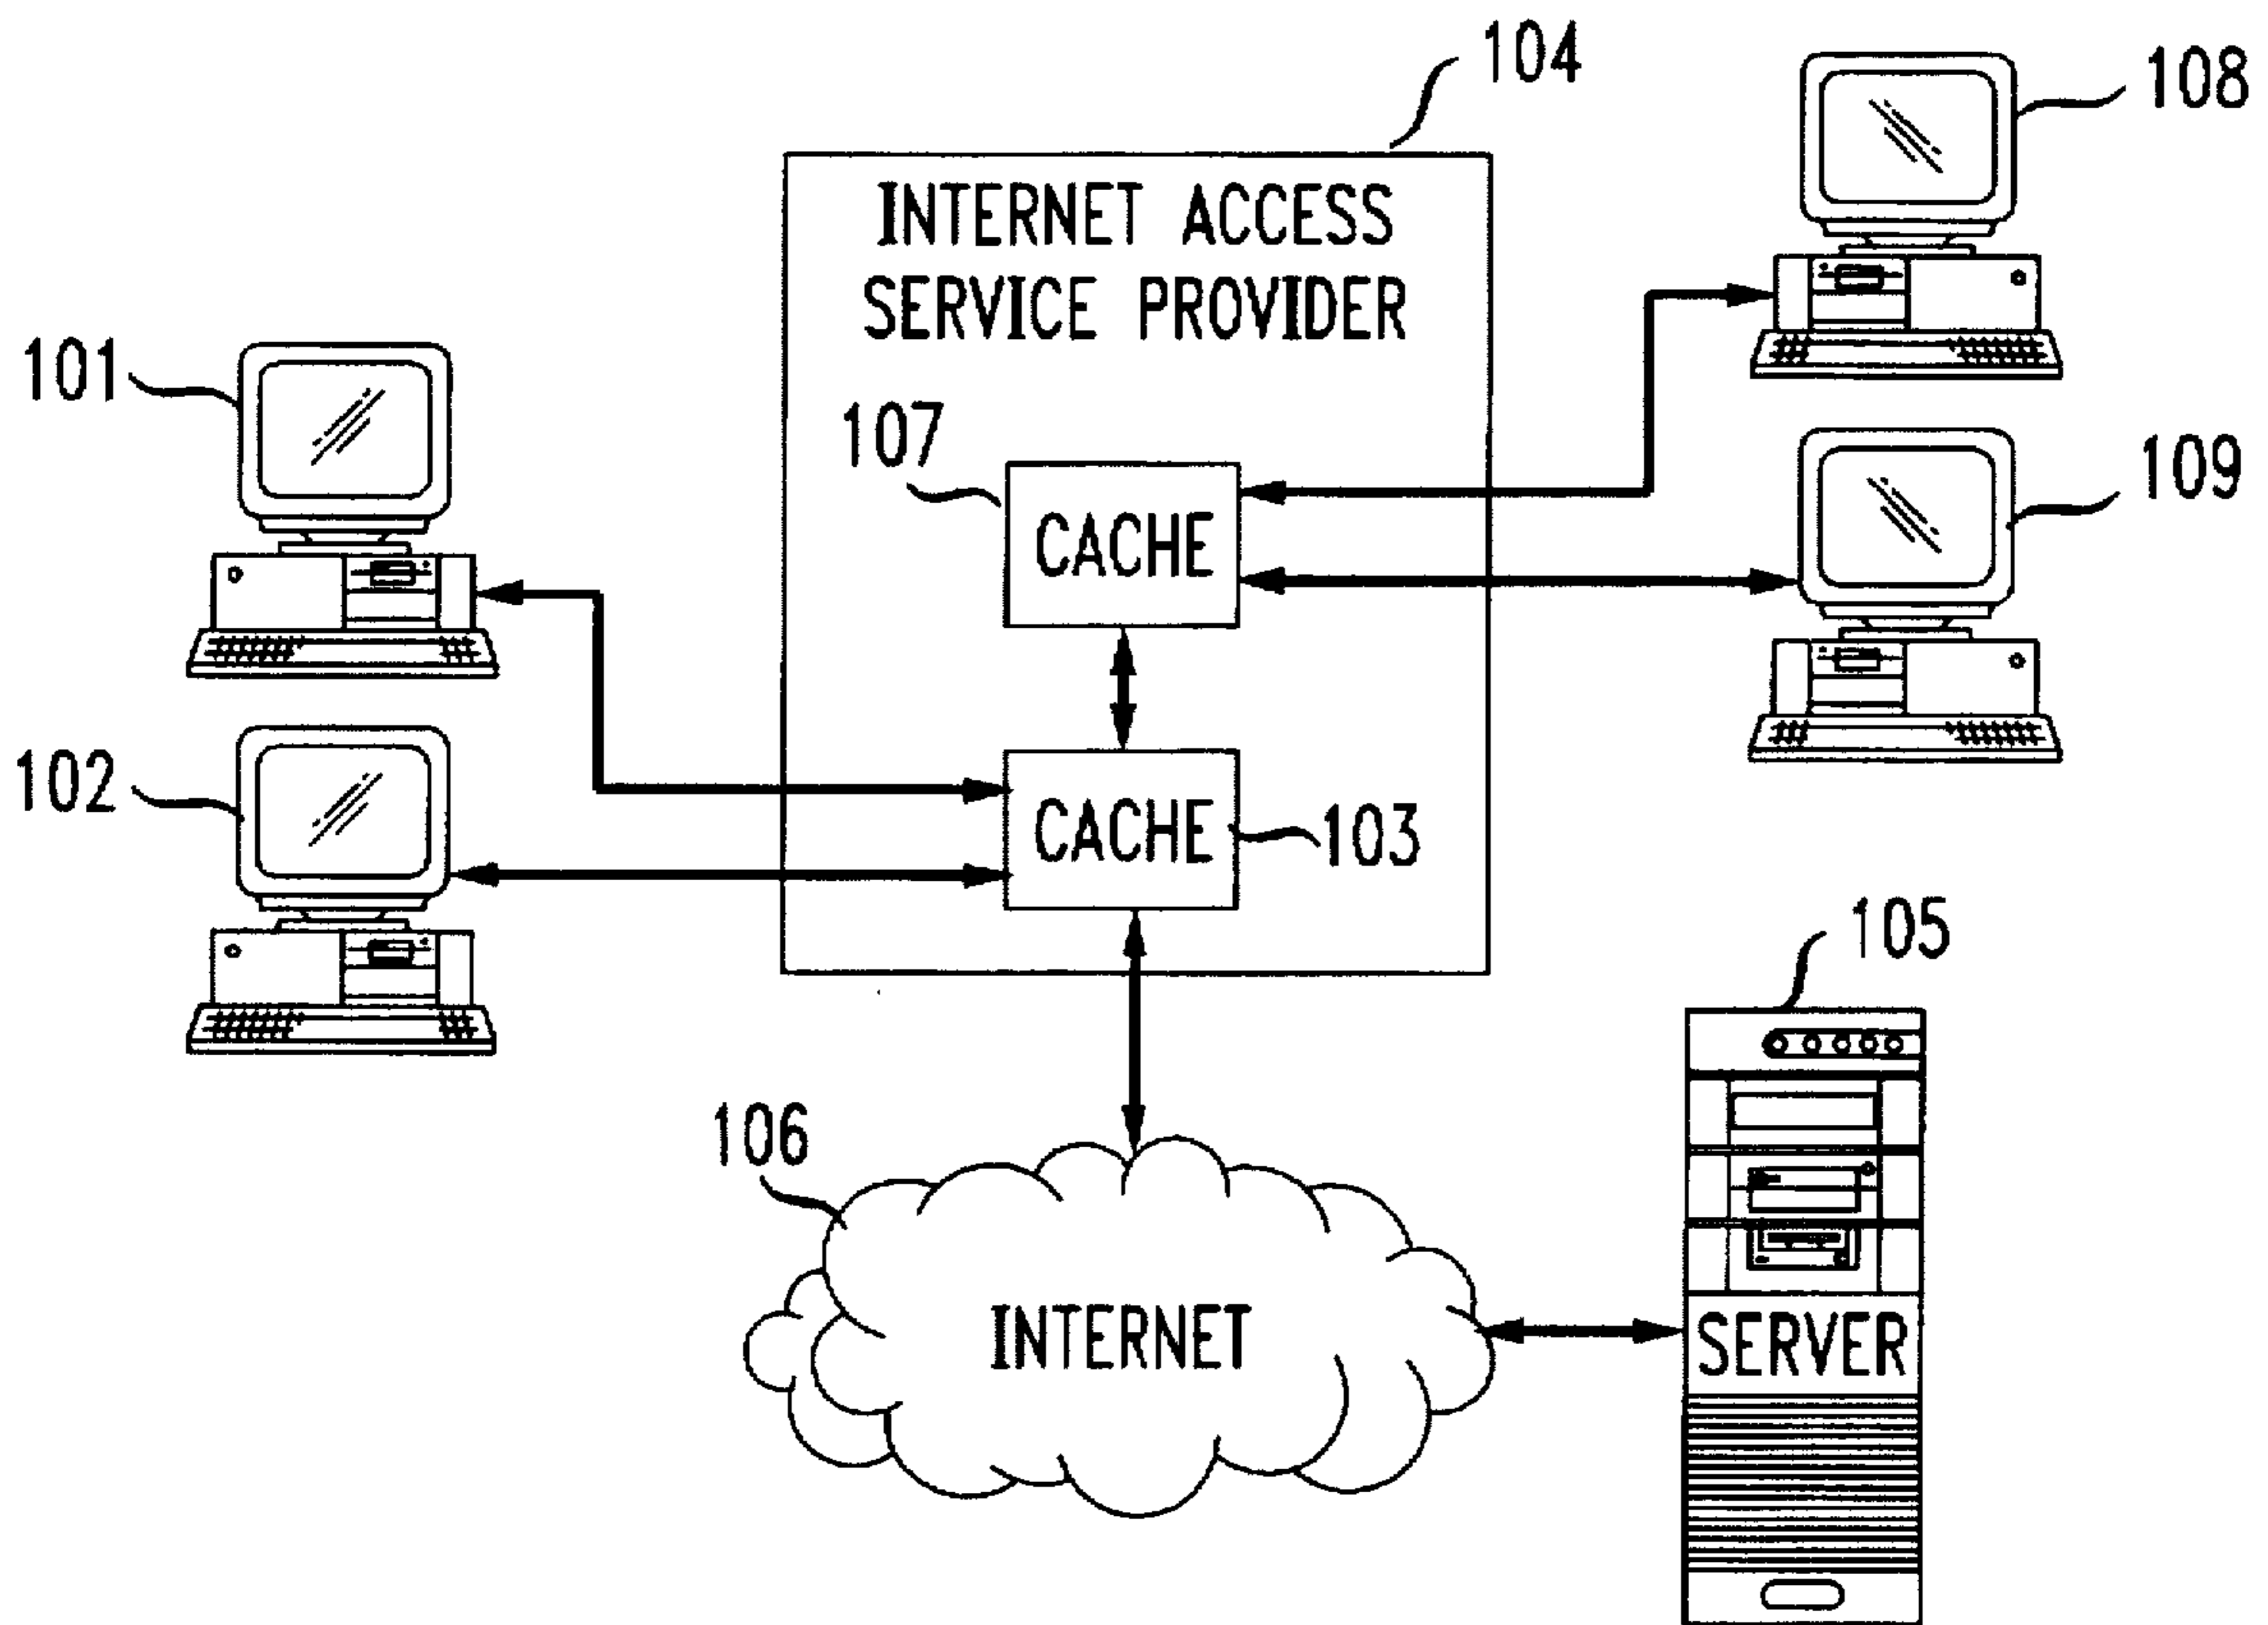 104
108
INTERNET ACCESS
SERVICE PROVIDER
101
107
109
CACHE
102
CACHE
103
105
106
INTERNET
SERVER